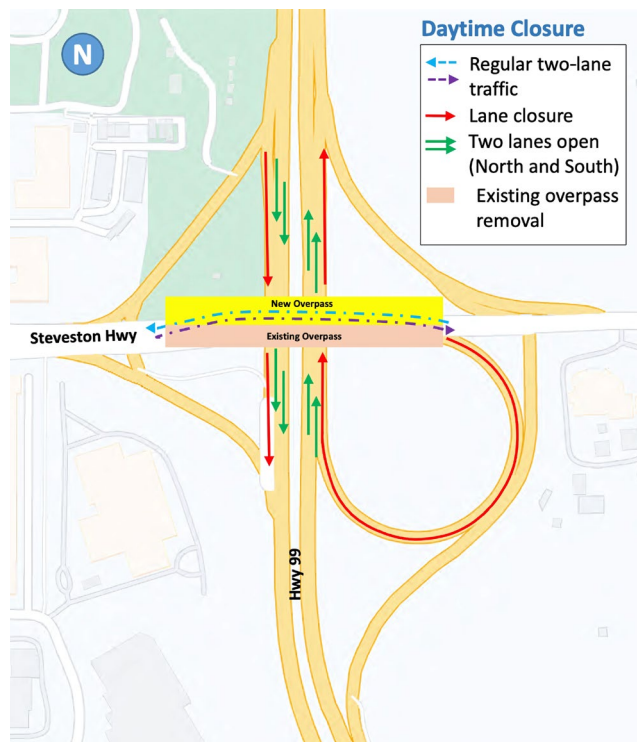 N
Daytime Closure
Regular two-lane
traffic
Lane closure
Two lanes open
(North and South)
Existing overpass
removal
New Overpass
Steveston Hwy
Existing Overpass
Hwy 99